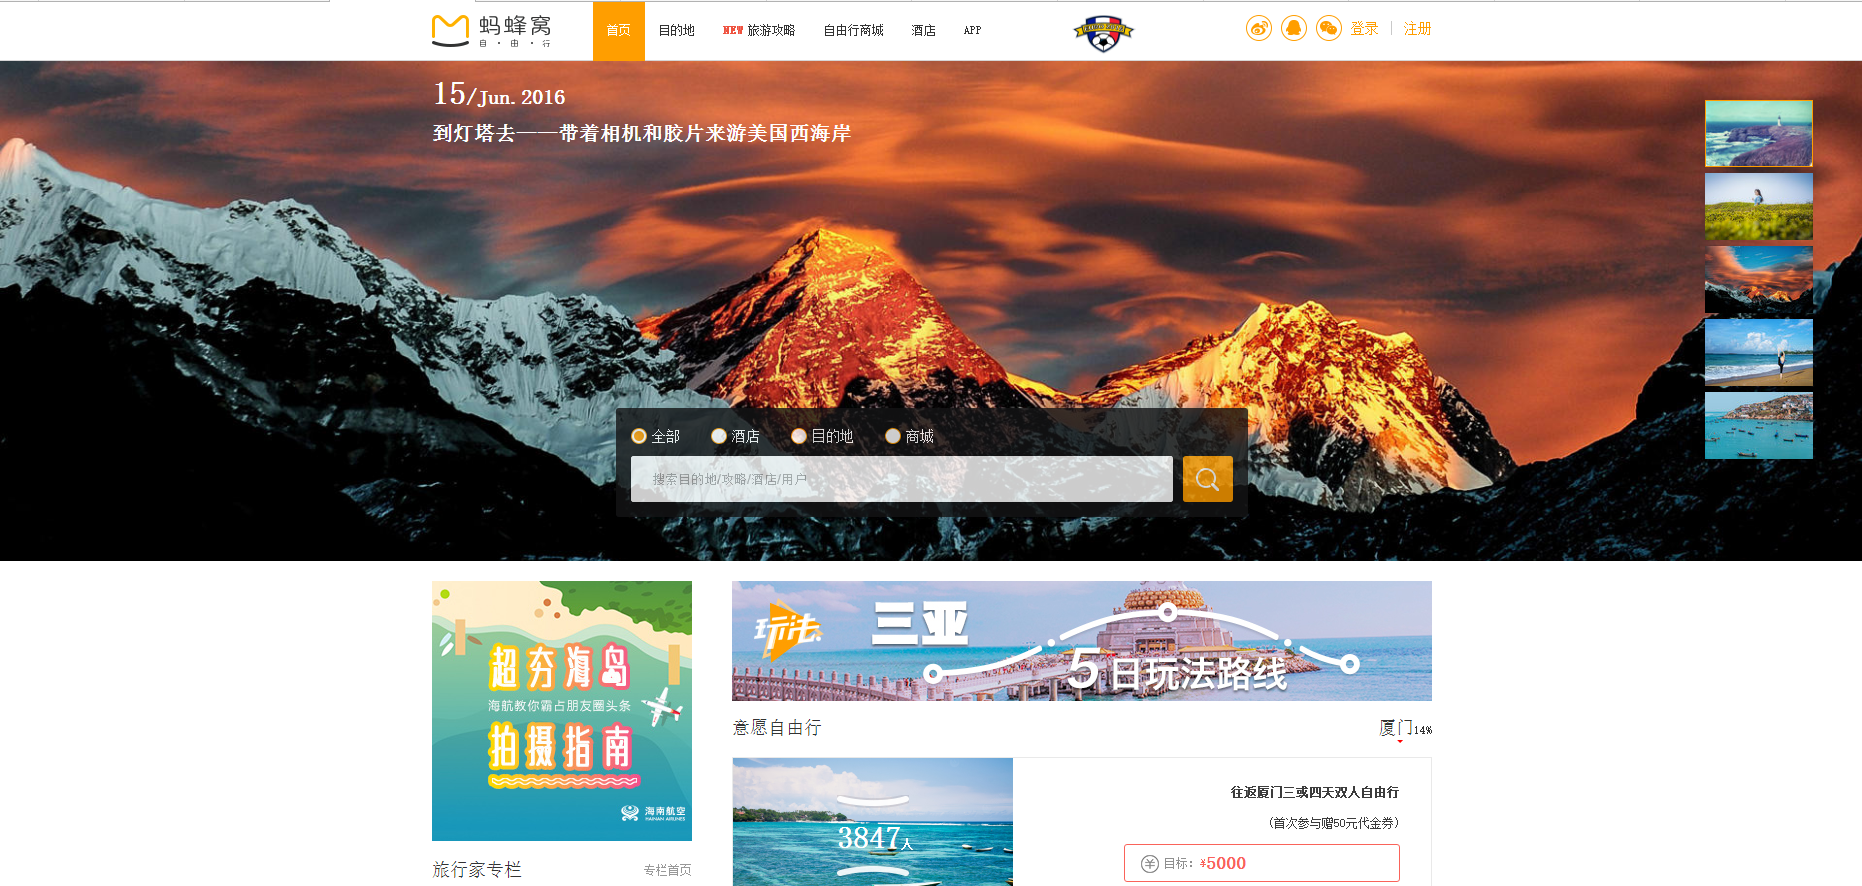 蚂蜂窝
自·由·行
首页 目的地 NEW 旅游攻略 自由行商城 酒店 APP
登录 | 注册
15/Jun. 2016
到灯塔去——带着相机和胶片来游美国西海岸
全部 酒店 目的地 商城
搜索目的地/攻略/酒店/用户
超夯海岛
海航教你霸占朋友圈头条
拍摄指南
海南航空
HAINAN AIRLINES
旅行家专栏 专栏首页
玩法
三亚
5日玩法路线
意愿自由行 厦门14%
3847人
往返厦门三或四天双人自由行
(首次参与赠50元代金券)
目标: ¥5000